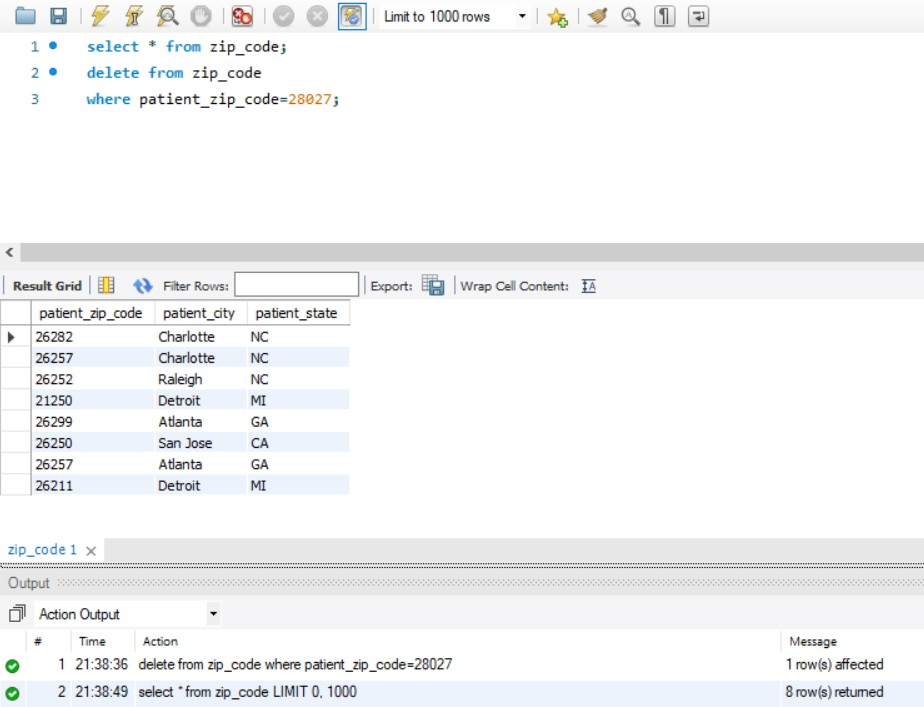 Limit to 1000 rows
1 select * from zip_code;
2 delete from zip_code
3 where patient_zip_code=28027;
Result Grid Filter Rows: Export: Wrap Cell Content: IA
patient_zip_code patient_city patient_state
26282 Charlotte NC
26257 Charlotte NC
26252 Raleigh NC
21250 Detroit MI
26299 Atlanta GA
26250 San Jose CA
26257 Atlanta GA
26211 Detroit MI
zip_code 1
Output
Action Output
# Time Action Message
1 21:38:36 delete from zip_code where patient_zip_code=28027 1 row(s) affected
2 21:38:49 select * from zip_code LIMIT 0, 1000 8 row(s) returned